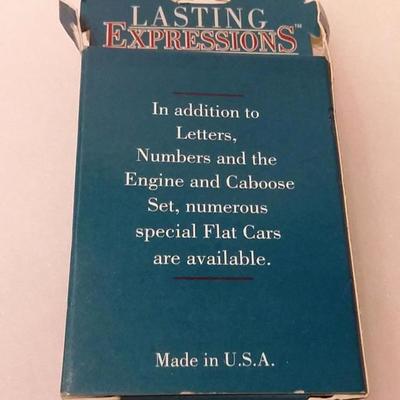 LASTING
EXPRESSIONS™
In addition to
Letters,
Numbers and the
Engine and Caboose
Set, numerous
special Flat Cars
are available.
Made in U.S.A.